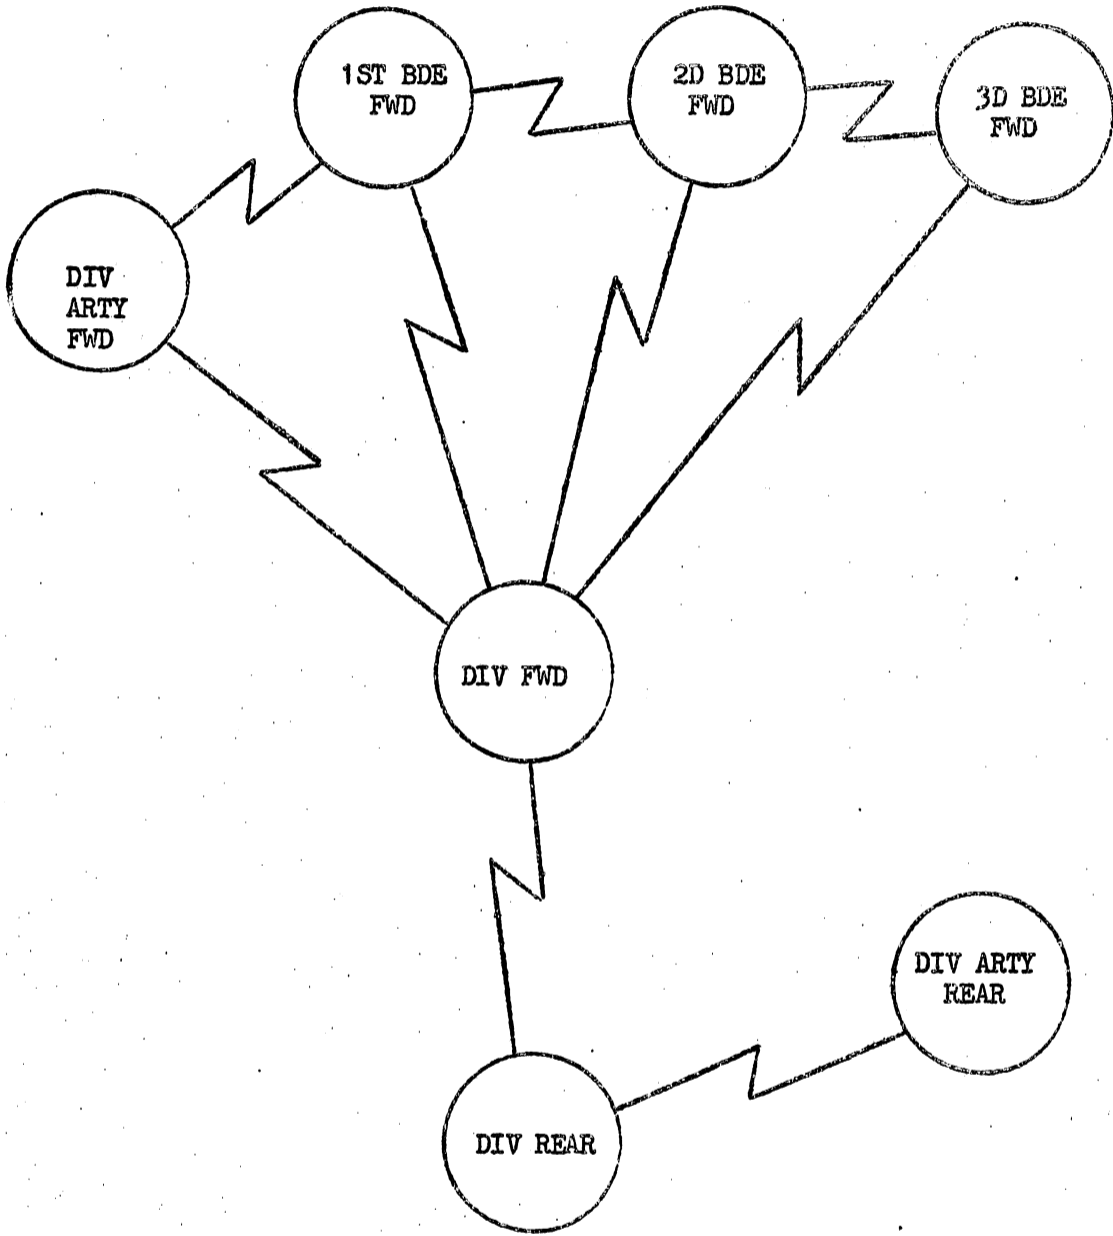 1ST BDE
FWD
2D BDE
FWD
3D BDE
FWD
DIV
ARTY
FWD
DIV FWD
DIV ARTY
REAR
DIV REAR